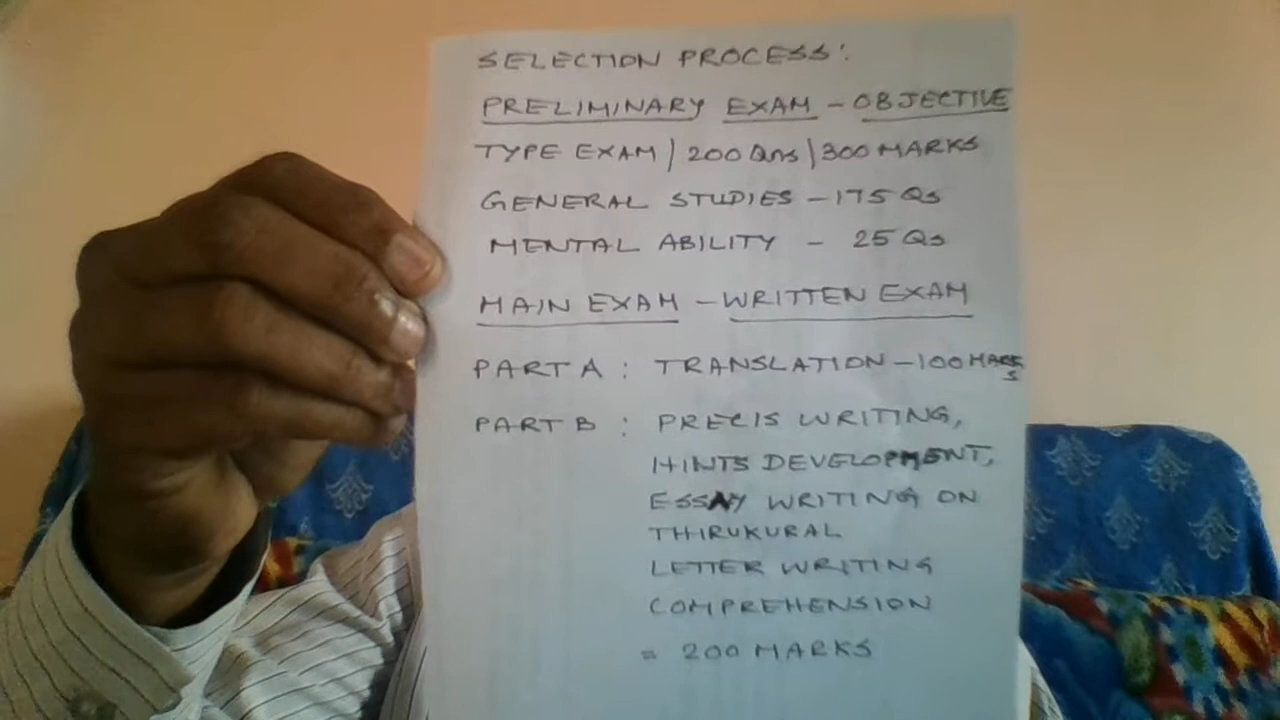 SELECTION PROCESS:
PRELIMINARY EXAM - OBJECTIVE
TYPE EXAM | 200 Qns | 300 MARKS
GENERAL STUDIES - 175 Qs
MENTAL ABILITY - 25 Qs
MAIN EXAM - WRITTEN EXAM
PART A : TRANSLATION - 100 MARKS
PART B : PRECIS WRITING,
HINTS DEVELOPMENT,
ESSAY WRITING ON
THIRUKURAL
LETTER WRITING
COMPREHENSION
= 200 MARKS